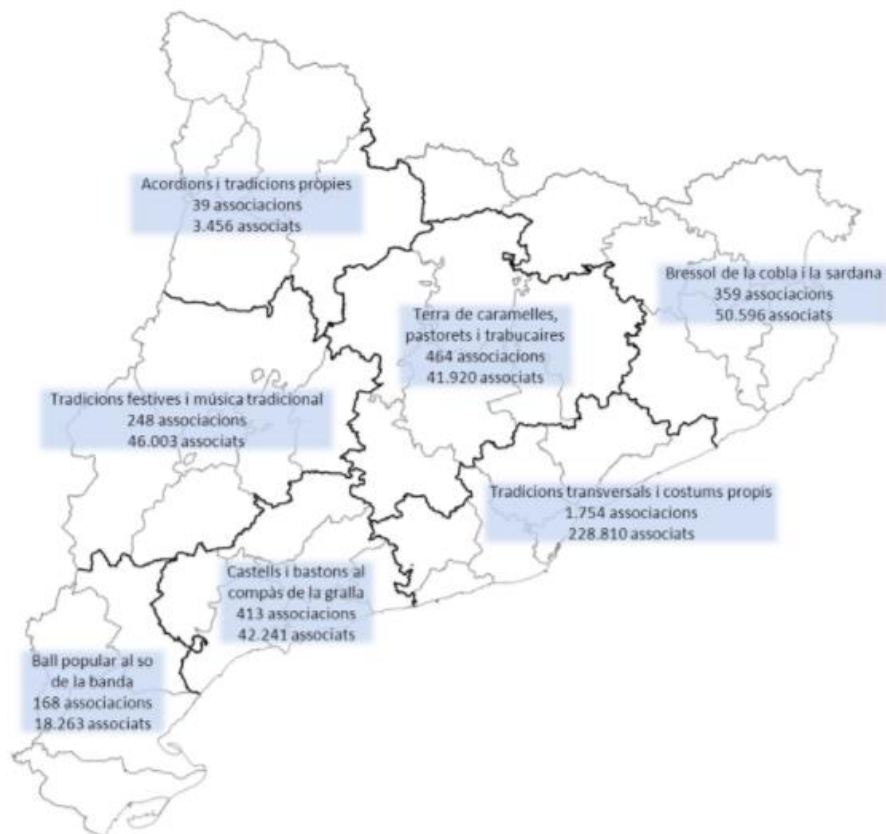 Acordions i tradicions pròpies
39 associacions
3.456 associats
Bressol de la cobla i la sardana
359 associacions
50.596 associats
Terra de caramelles,
pastorets i trabucaires
464 associacions
41.920 associats
Tradicions festives i música tradicional
248 associacions
46.003 associats
Tradicions transversals i costums propis
1.754 associacions
228.810 associats
Castells i bastons al
compàs de la gralla
413 associacions
42.241 associats
Ball popular al so
de la banda
168 associacions
18.263 associats